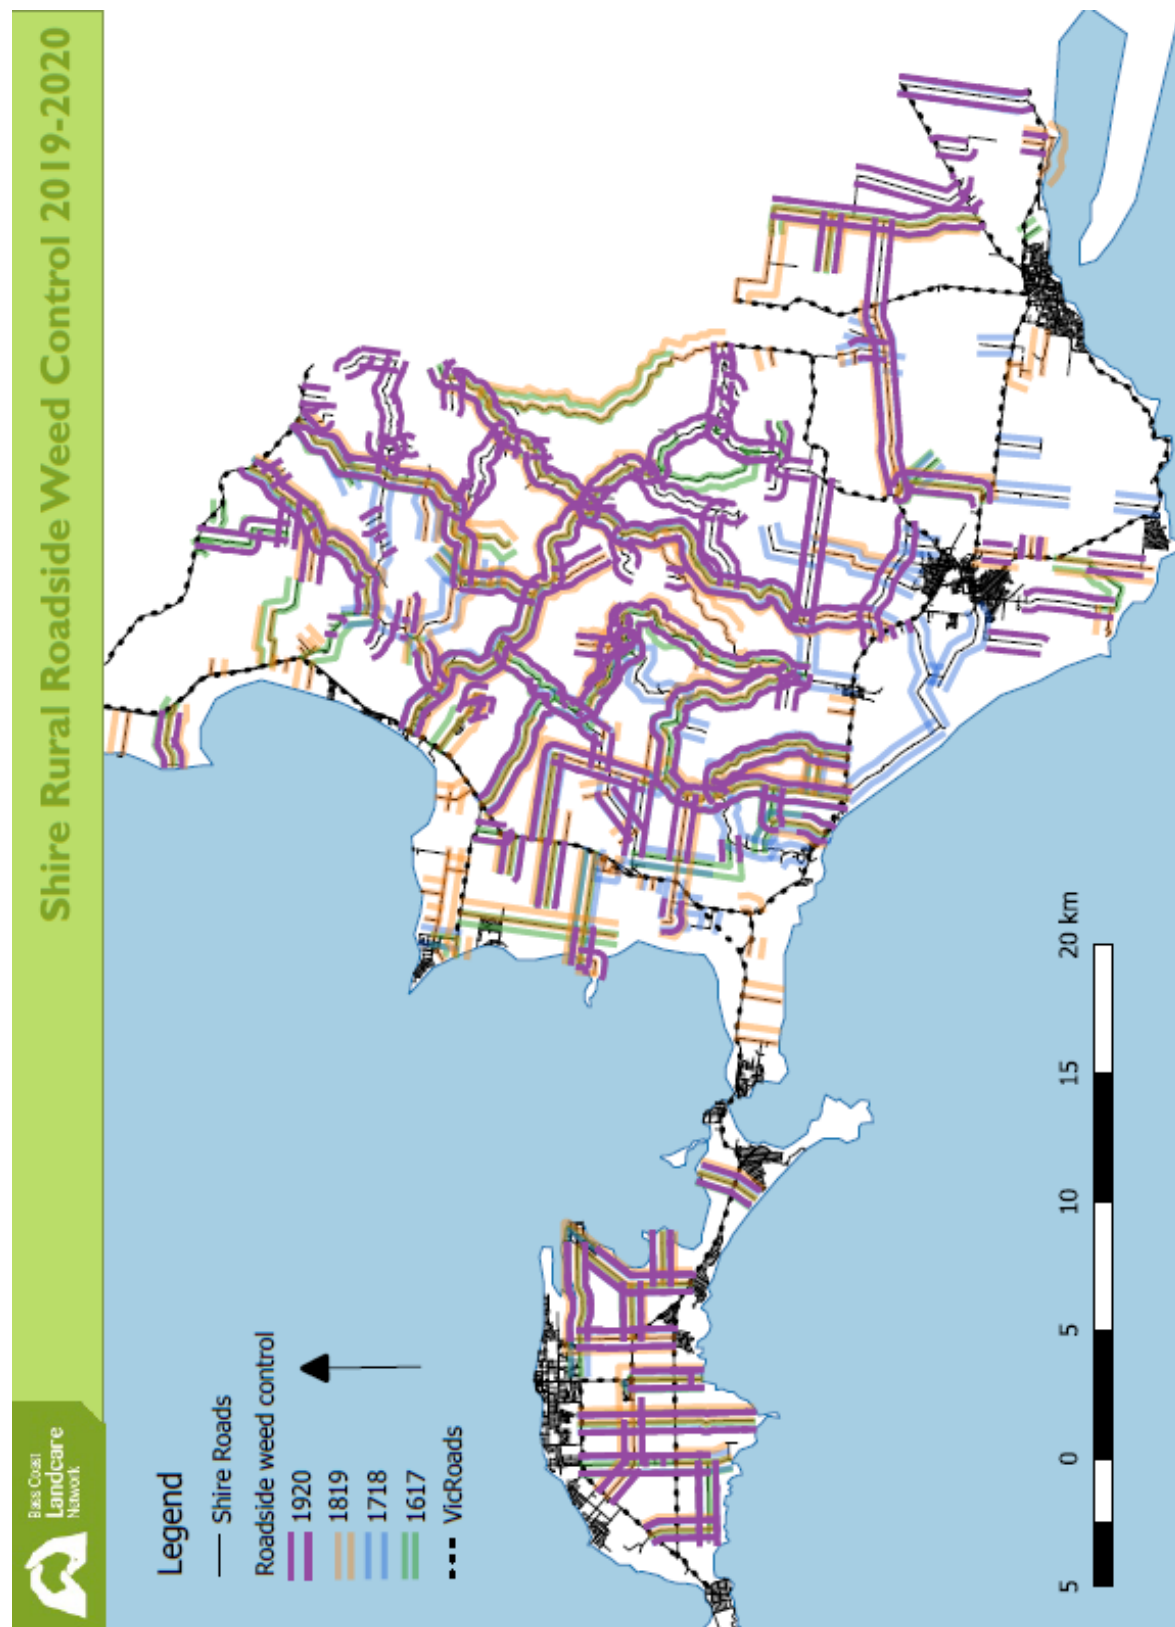 Shire Rural Roadside Weed Control 2019-2020
Bass Coast
Landcare
Network
Legend
Shire Roads
Roadside weed control
1920
1819
1718
1617
VicRoads
5 0 5 10 15 20 km